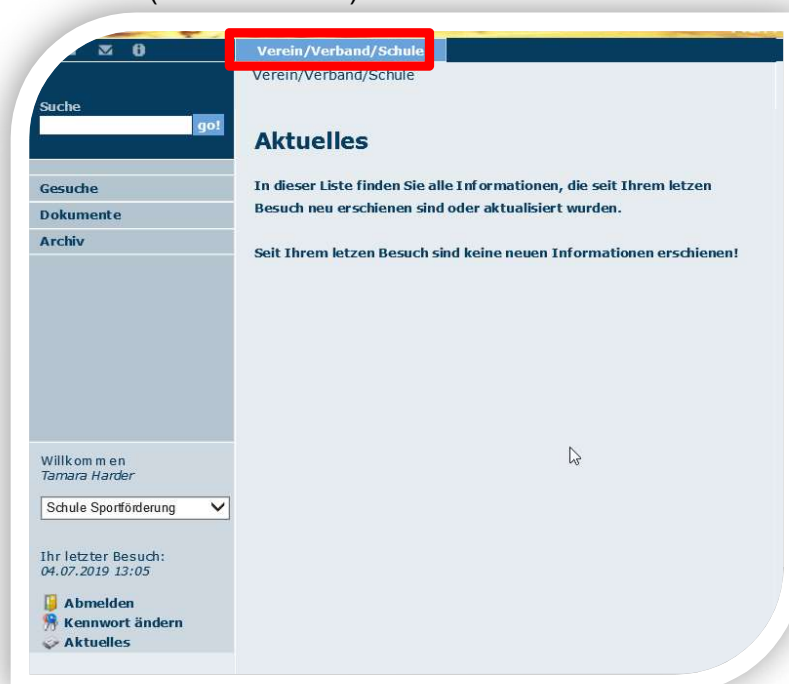 Verein/Verband/Schule
Verein/Verband/Schule
Suche
go!
Aktuelles
In dieser Liste finden Sie alle Informationen, die seit Ihrem letzen
Besuch neu erschienen sind oder aktualisiert wurden.
Seit Ihrem letzen Besuch sind keine neuen Informationen erschienen!
Gesuche
Dokumente
Archiv
Willkommen
Tamara Harder
Schule Sportförderung
Ihr letzter Besuch:
04.07.2019 13:05
Abmelden
Kennwort ändern
Aktuelles